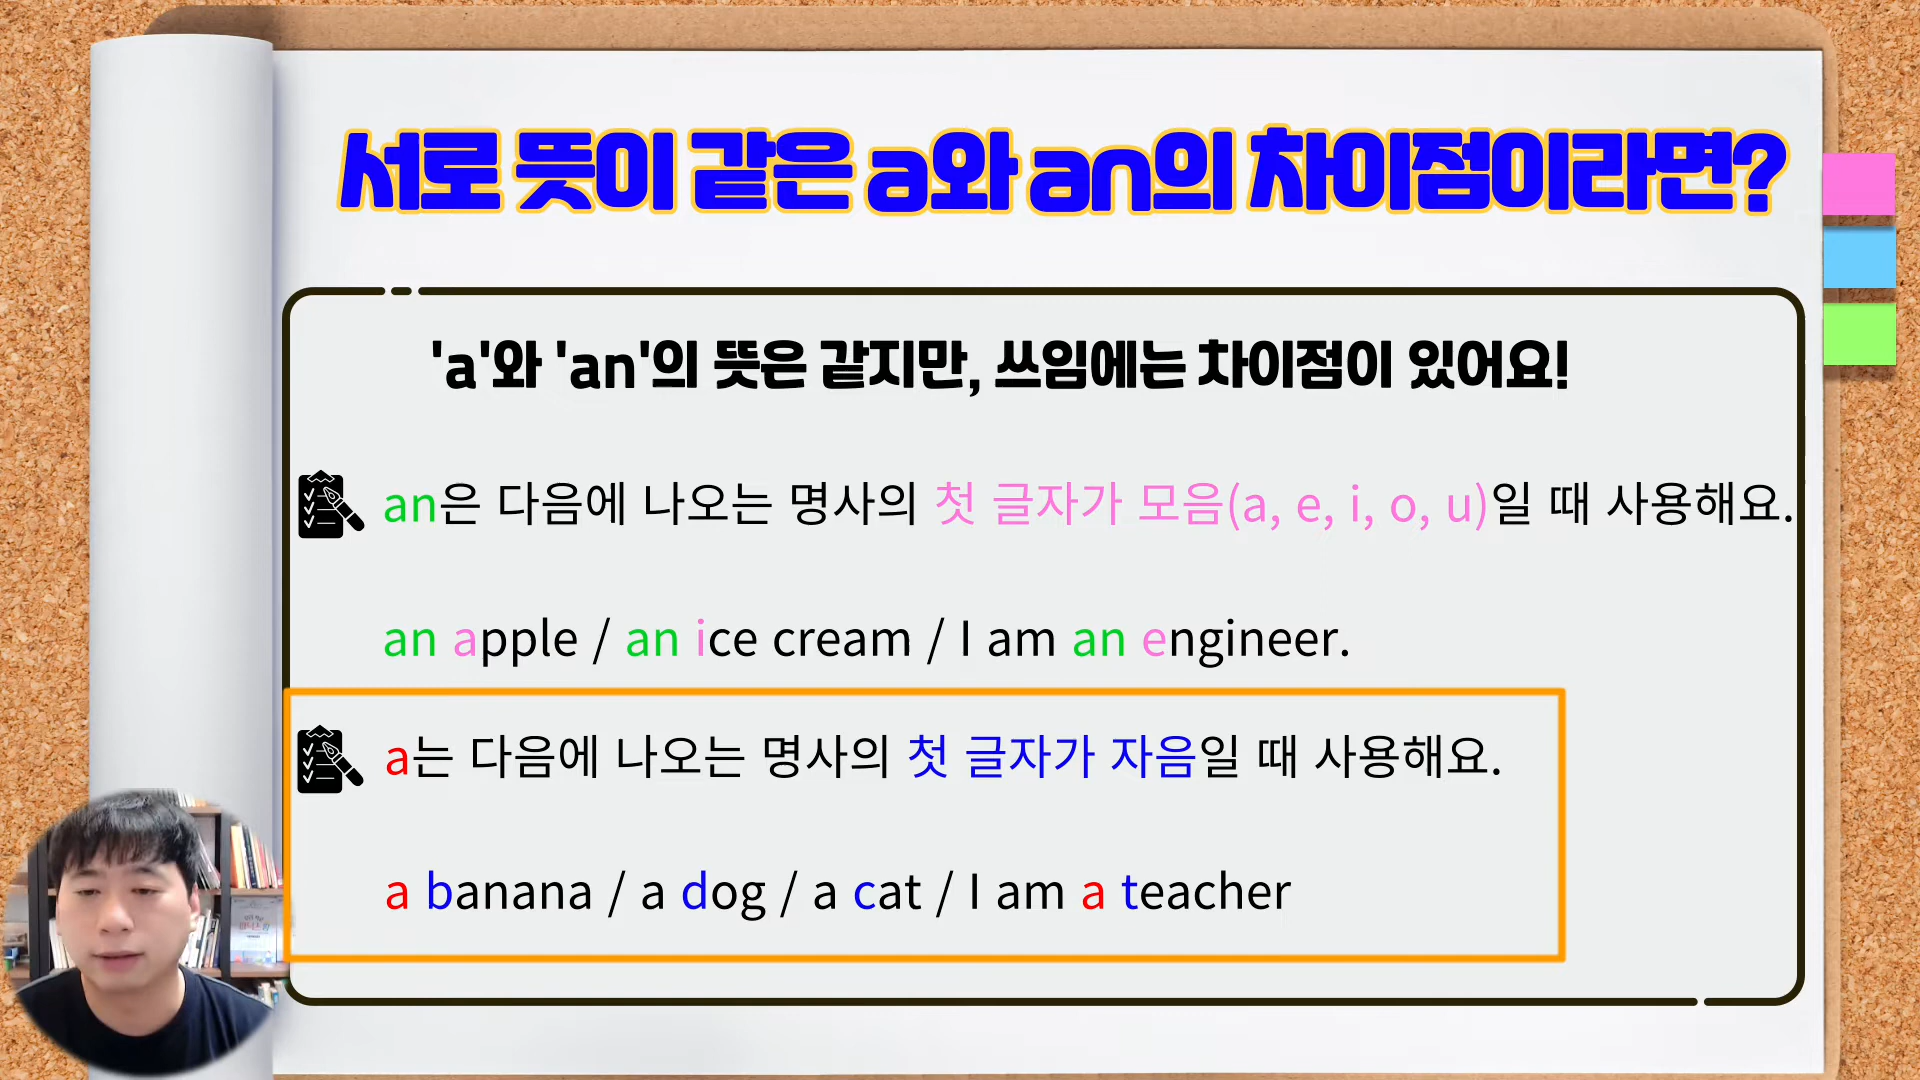 서로 뜻이 같은 a와 an의 차이점이라면?
'a'와 'an'의 뜻은 같지만, 쓰임에는 차이점이 있어요!
an은 다음에 나오는 명사의 첫 글자가 모음(a, e, i, o, u)일 때 사용해요.
an apple / an ice cream / I am an engineer.
a는 다음에 나오는 명사의 첫 글자가 자음일 때 사용해요.
a banana / a dog / a cat / I am a teacher